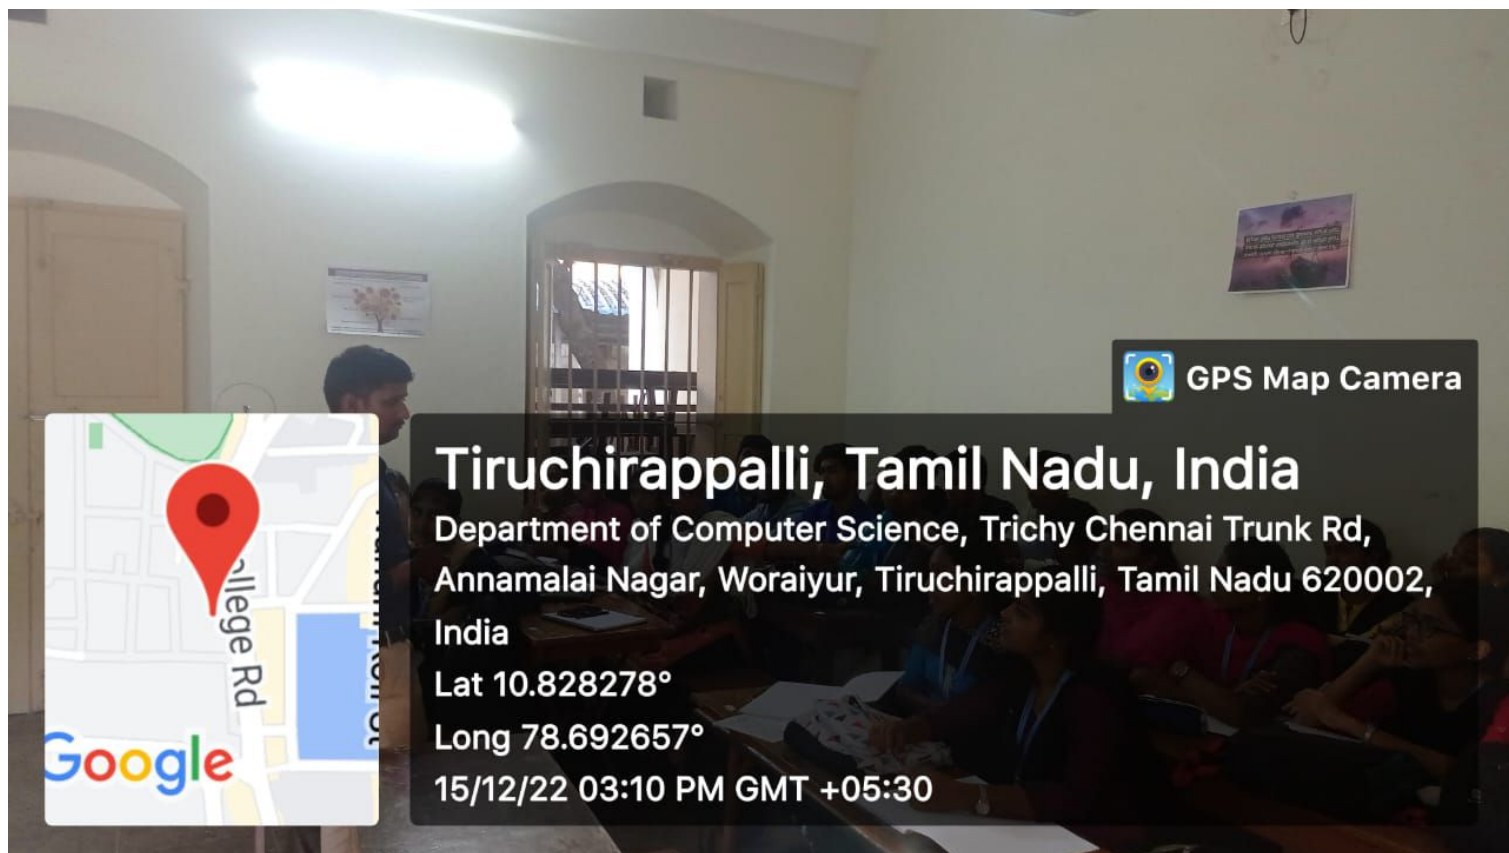 GPS Map Camera
Tiruchirappalli, Tamil Nadu, India
Department of Computer Science, Trichy Chennai Trunk Rd,
Annamalai Nagar, Woraiyur, Tiruchirappalli, Tamil Nadu 620002,
India
Lat 10.828278°
Long 78.692657°
15/12/22 03:10 PM GMT +05:30
ollege Rd
Google